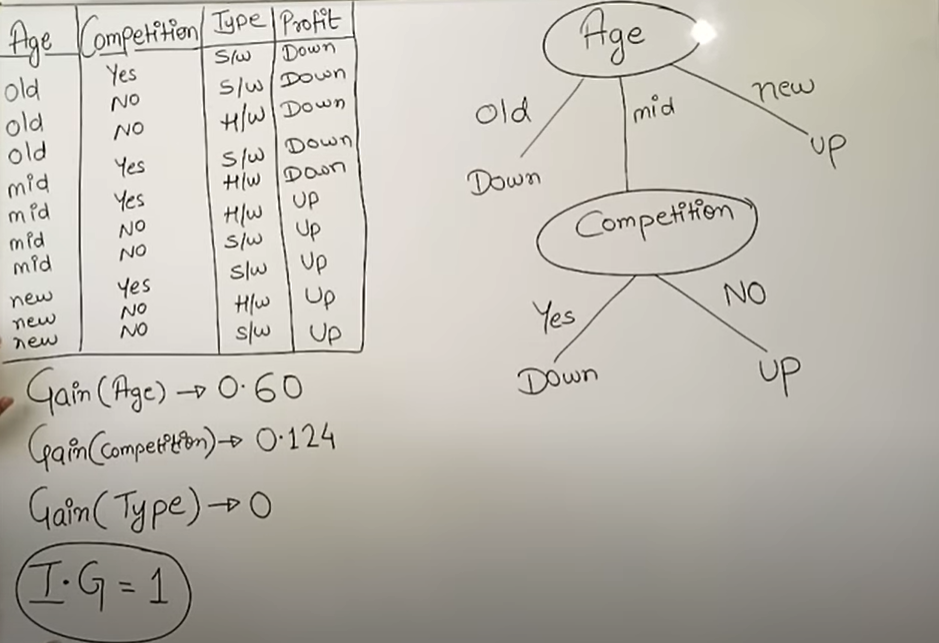 Age Competition Type Profit
old Yes S/W Down
old NO S/W Down
old NO H/W Down
mid Yes S/W Down
mid Yes H/W Down
mid NO H/W UP
mid NO S/W Up
new Yes S/W Up
new NO H/W Up
new NO S/W Up
Gain(Age) → 0.60
Gain(Competition) → 0.124
Gain(Type) → 0
I.G = 1
Age
Old mid new
Down UP
Competition
Yes NO
Down UP